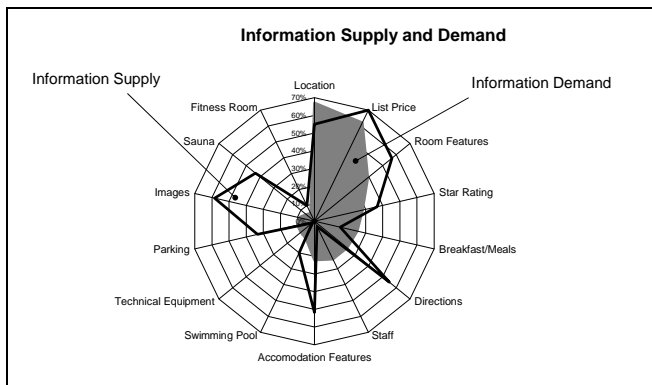 Information Supply and Demand
Information Supply
Information Demand
Location
70%
60%
50%
40%
30%
20%
10%
List Price
Room Features
Star Rating
Breakfast/Meals
Directions
Staff
Accomodation Features
Swimming Pool
Technical Equipment
Parking
Images
Sauna
Fitness Room